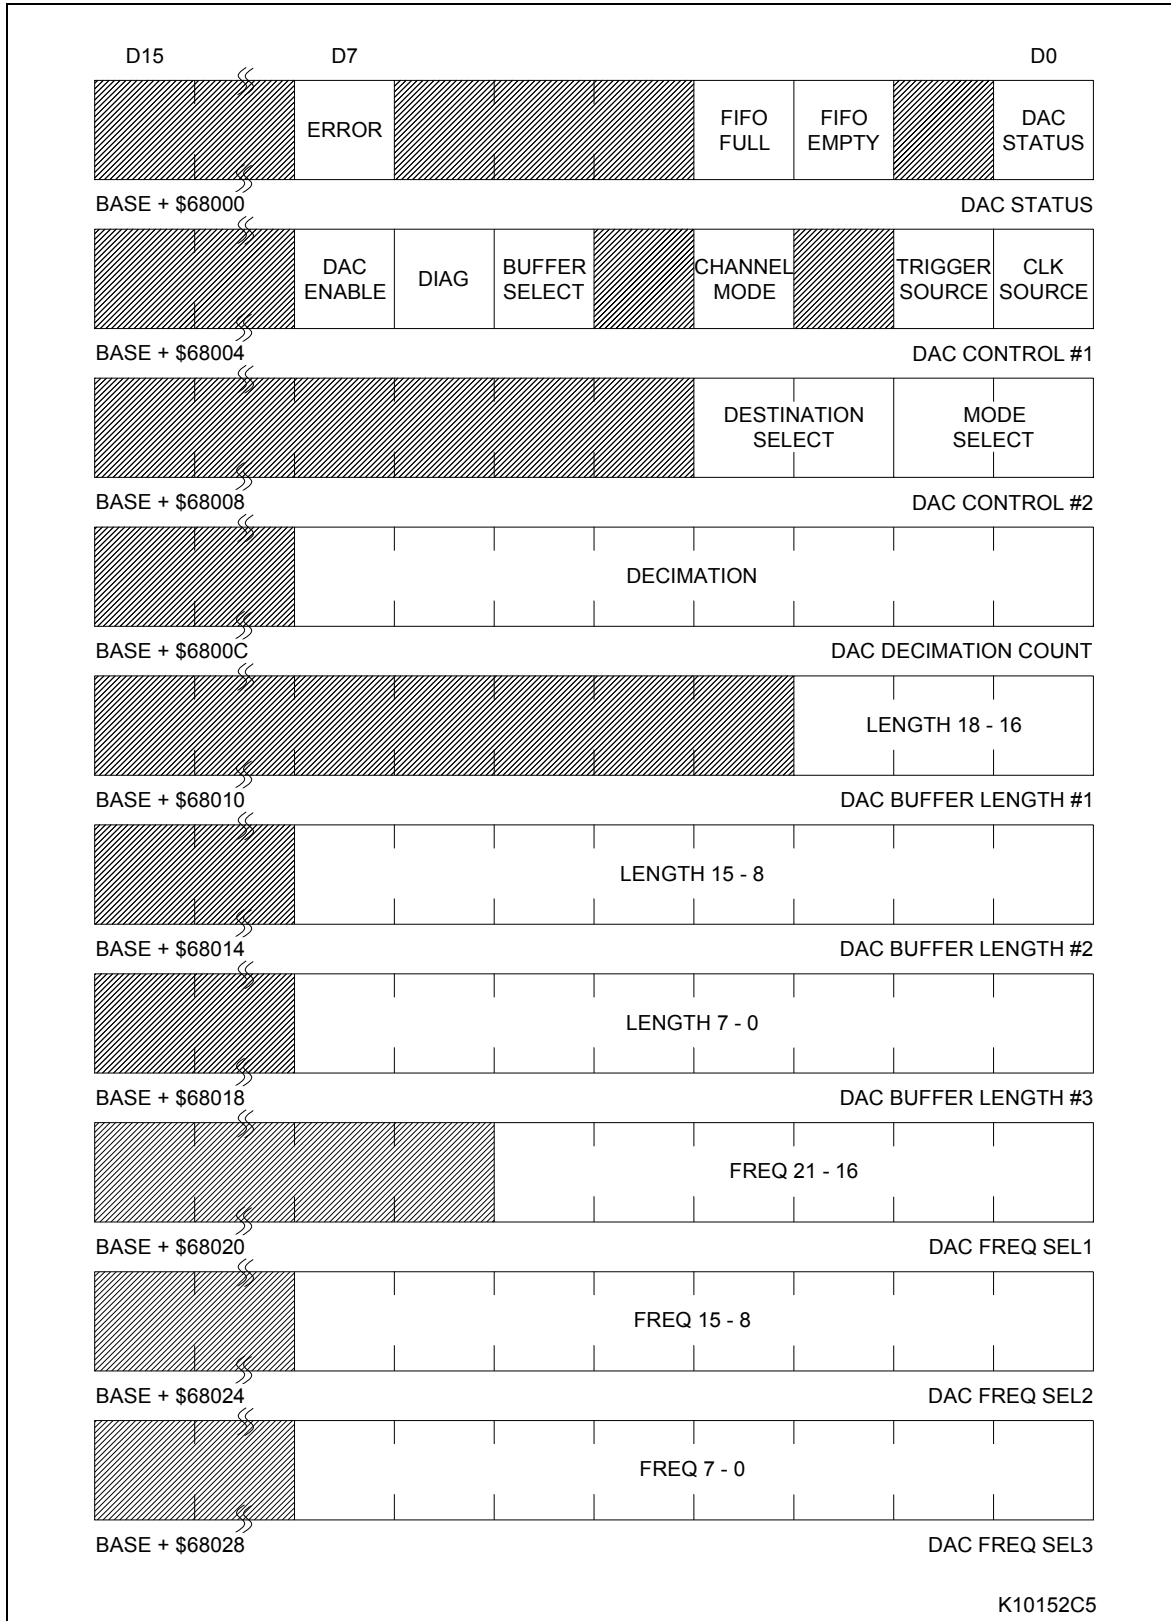 D15 D7 D0
ERROR FIFO FULL FIFO EMPTY DAC STATUS
BASE + $68000 DAC STATUS
DAC ENABLE DIAG BUFFER SELECT CHANNEL MODE TRIGGER SOURCE CLK SOURCE
BASE + $68004 DAC CONTROL #1
DESTINATION SELECT MODE SELECT
BASE + $68008 DAC CONTROL #2
DECIMATION
BASE + $6800C DAC DECIMATION COUNT
LENGTH 18 - 16
BASE + $68010 DAC BUFFER LENGTH #1
LENGTH 15 - 8
BASE + $68014 DAC BUFFER LENGTH #2
LENGTH 7 - 0
BASE + $68018 DAC BUFFER LENGTH #3
FREQ 21 - 16
BASE + $68020 DAC FREQ SEL1
FREQ 15 - 8
BASE + $68024 DAC FREQ SEL2
FREQ 7 - 0
BASE + $68028 DAC FREQ SEL3
K10152C5